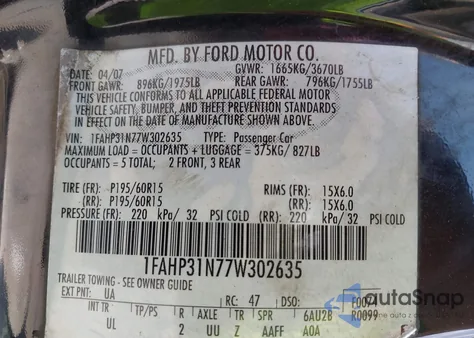 MFD. BY FORD MOTOR CO.
DATE: 04/07 GVWR: 1665KG/3670LB
FRONT GAWR: 896KG/1975LB REAR GAWR: 796KG/1755LB
THIS VEHICLE CONFORMS TO ALL APPLICABLE FEDERAL MOTOR
VEHICLE SAFETY, BUMPER, AND THEFT PREVENTION STANDARDS
IN EFFECT ON THE DATE OF MANUFACTURE SHOWN ABOVE.
VIN: 1FAHP31N77W302635 TYPE: Passenger Car
MAXIMUM LOAD = OCCUPANTS + LUGGAGE = 375KG/827LB
OCCUPANTS = 5 TOTAL: 2 FRONT, 3 REAR
TIRE (FR): P195/60R15 RIMS (FR): 15X6.0
(RR): P195/60R15 (RR): 15X6.0
PRESSURE (FR): 220 kPa/ 32 PSI COLD (RR): 220 kPa/ 32 PSI COLD
1FAHP31N77W302635
TRAILER TOWING - SEE OWNER GUIDE
EXT PNT: UA RC: 47 DSO: F0071
INT TR TP/PS R AXLE TR SPR 6AU2B R0099
UL 2 UU Z AAFF AOA
autoSnap
www.autosnap.com